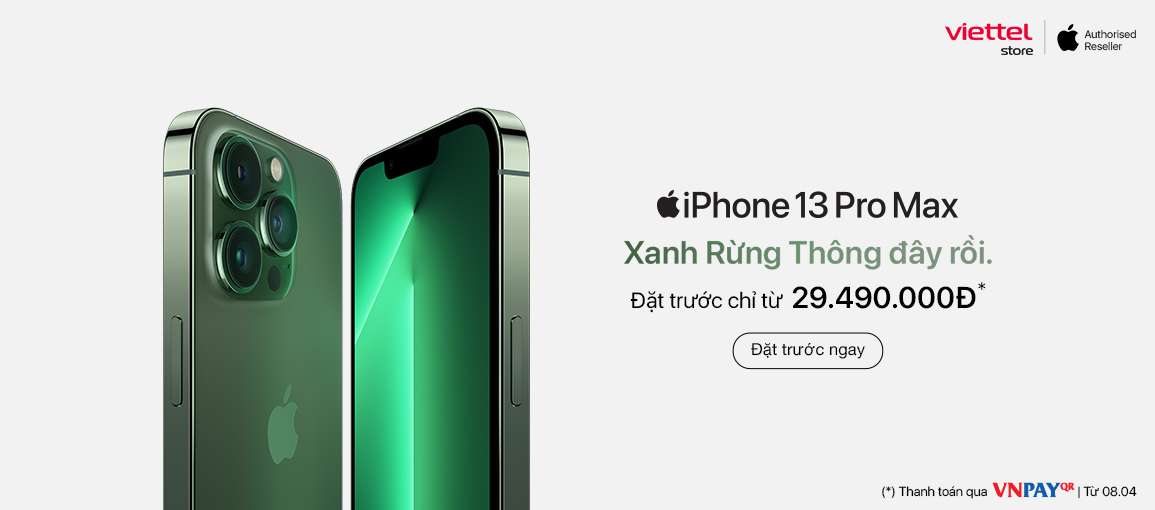 viettel
store
Authorised
Reseller
iPhone 13 Pro Max
Xanh Rừng Thông đây rồi.
Đặt trước chỉ từ 29.490.000Đ*
Đặt trước ngay
(*) Thanh toán qua VNPAYQR | Từ 08.04